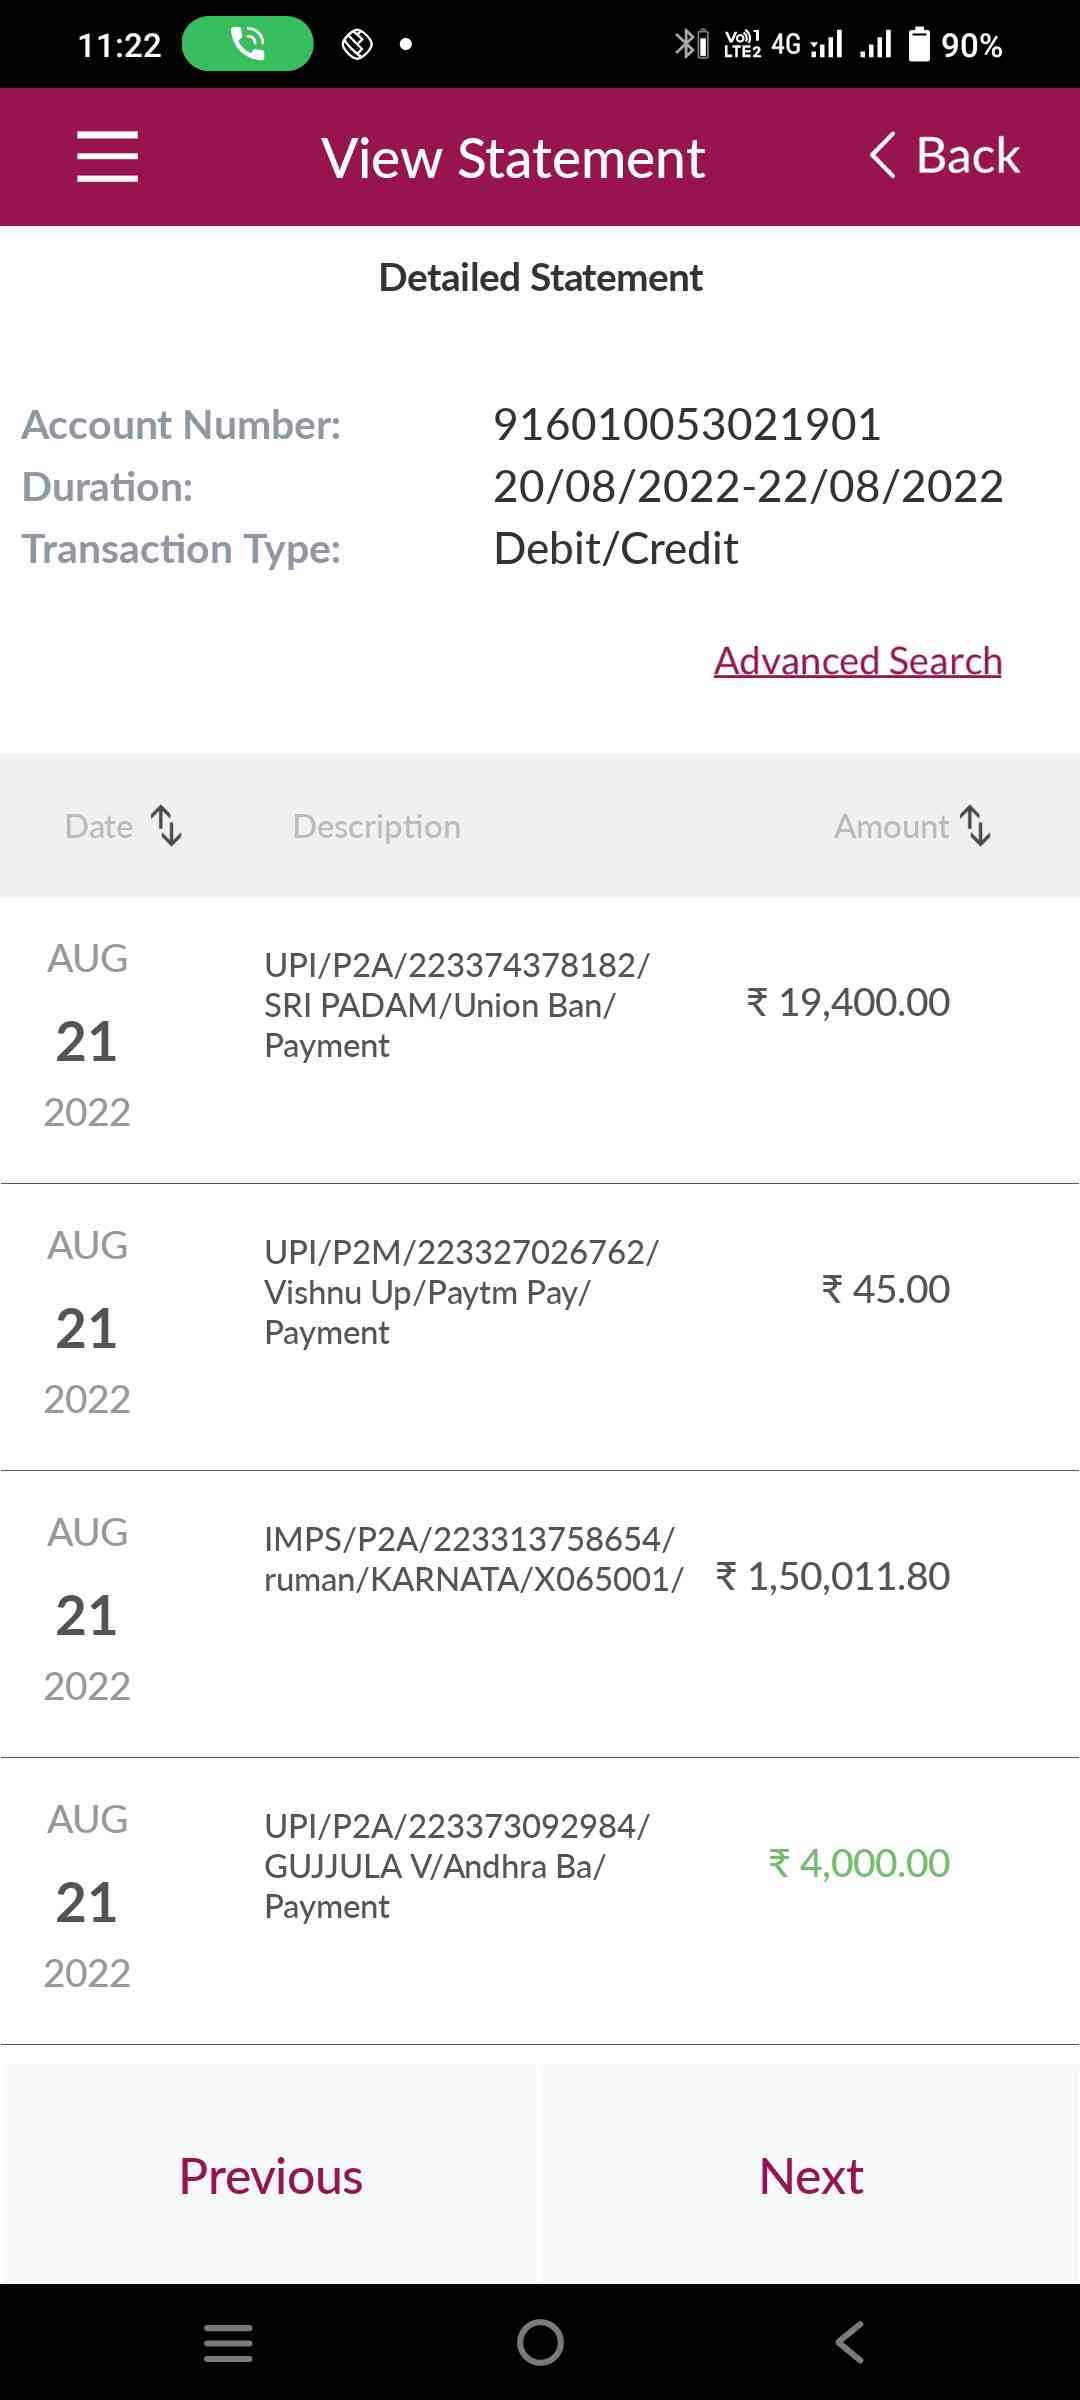 11:22
Vo))1 LTE2 4G 90%
View Statement
Back
Detailed Statement
Account Number: 916010053021901
Duration: 20/08/2022-22/08/2022
Transaction Type: Debit/Credit
Advanced Search
Date Description Amount
AUG
21
2022
UPI/P2A/223374378182/
SRI PADAM/Union Ban/
Payment
₹ 19,400.00
AUG
21
2022
UPI/P2M/223327026762/
Vishnu Up/Paytm Pay/
Payment
₹ 45.00
AUG
21
2022
IMPS/P2A/223313758654/
ruman/KARNATA/X065001/
₹ 1,50,011.80
AUG
21
2022
UPI/P2A/223373092984/
GUJJULA V/Andhra Ba/
Payment
₹ 4,000.00
Previous Next